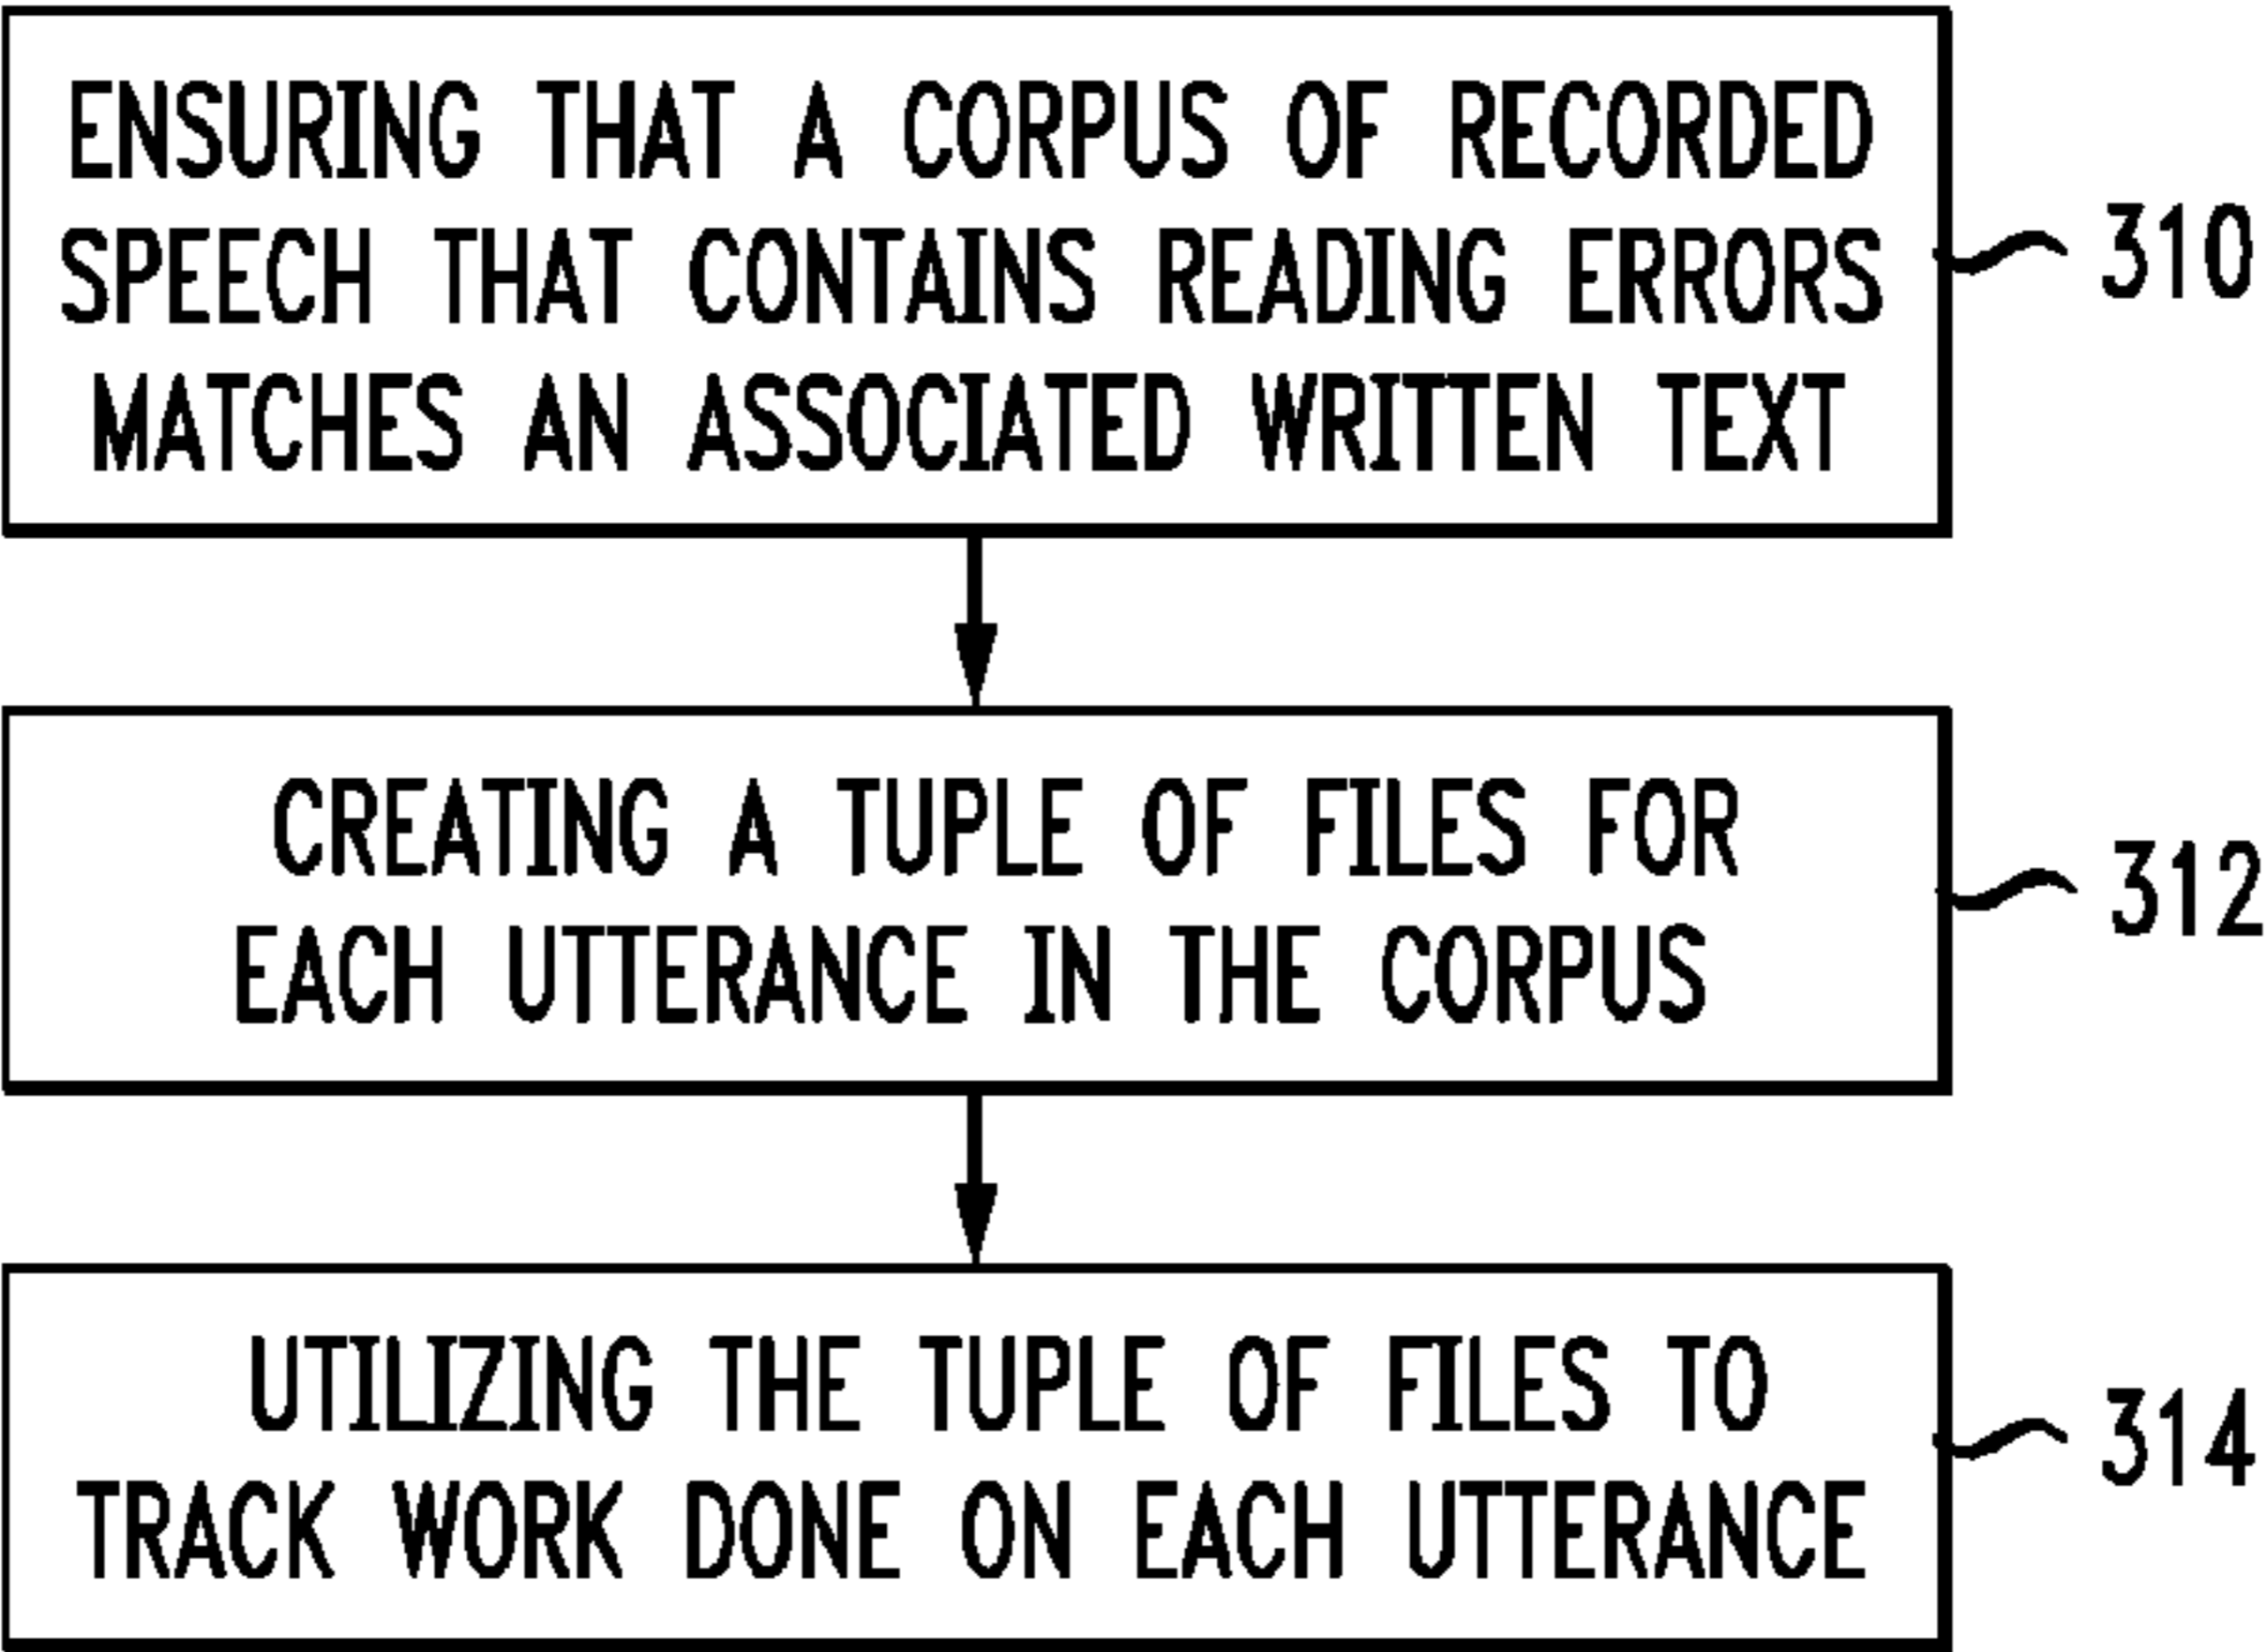 ENSURING THAT A CORPUS OF RECORDED
SPEECH THAT CONTAINS READING ERRORS
MATCHES AN ASSOCIATED WRITTEN TEXT
310
CREATING A TUPLE OF FILES FOR
EACH UTTERANCE IN THE CORPUS
312
UTILIZING THE TUPLE OF FILES TO
TRACK WORK DONE ON EACH UTTERANCE
314